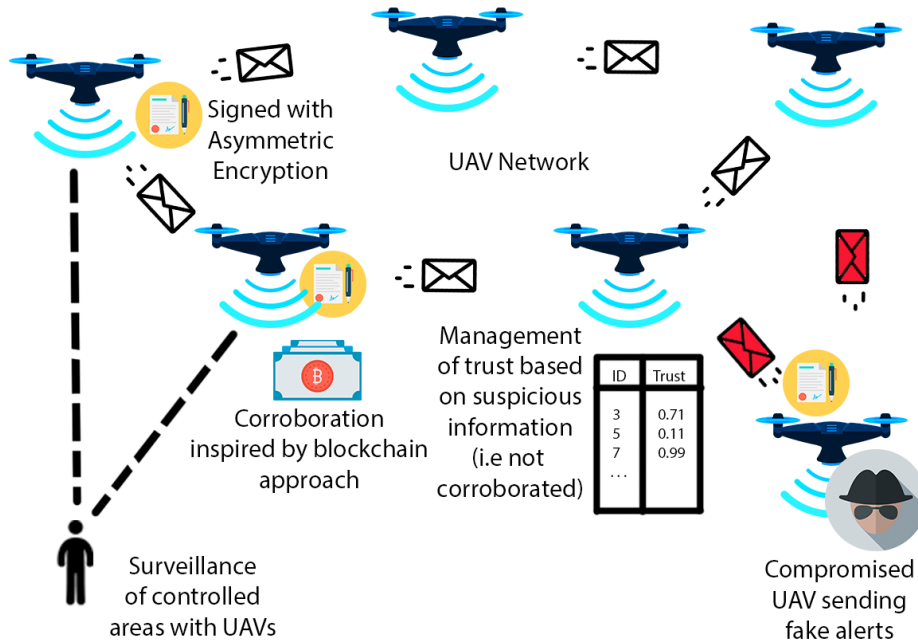 Signed with
Asymmetric
Encryption
UAV Network
Management
of trust based
on suspicious
information
(i.e not
corroborated)
ID Trust
3 0.71
5 0.11
7 0.99
. . .
Corroboration
inspired by blockchain
approach
Surveillance
of controlled
areas with UAVs
Compromised
UAV sending
fake alerts